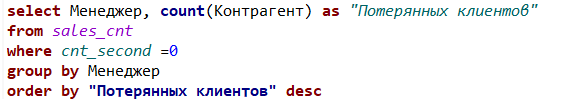 select Менеджер, count(Контрагент) as "Потерянных клиентов"
from sales_cnt
where cnt_second =0
group by Менеджер
order by "Потерянных клиентов" desc